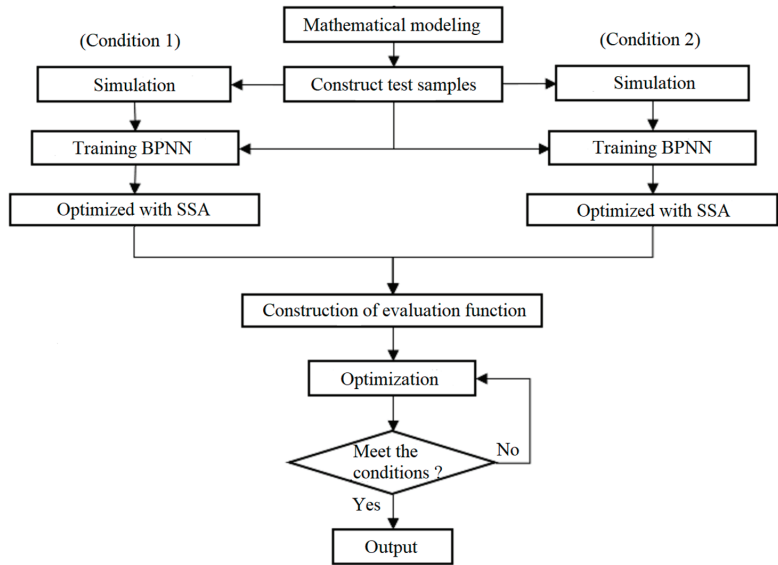 Mathematical modeling
(Condition 1)
(Condition 2)
Simulation
Construct test samples
Simulation
Training BPNN
Training BPNN
Optimized with SSA
Optimized with SSA
Construction of evaluation function
Optimization
Meet the
conditions ?
No
Yes
Output